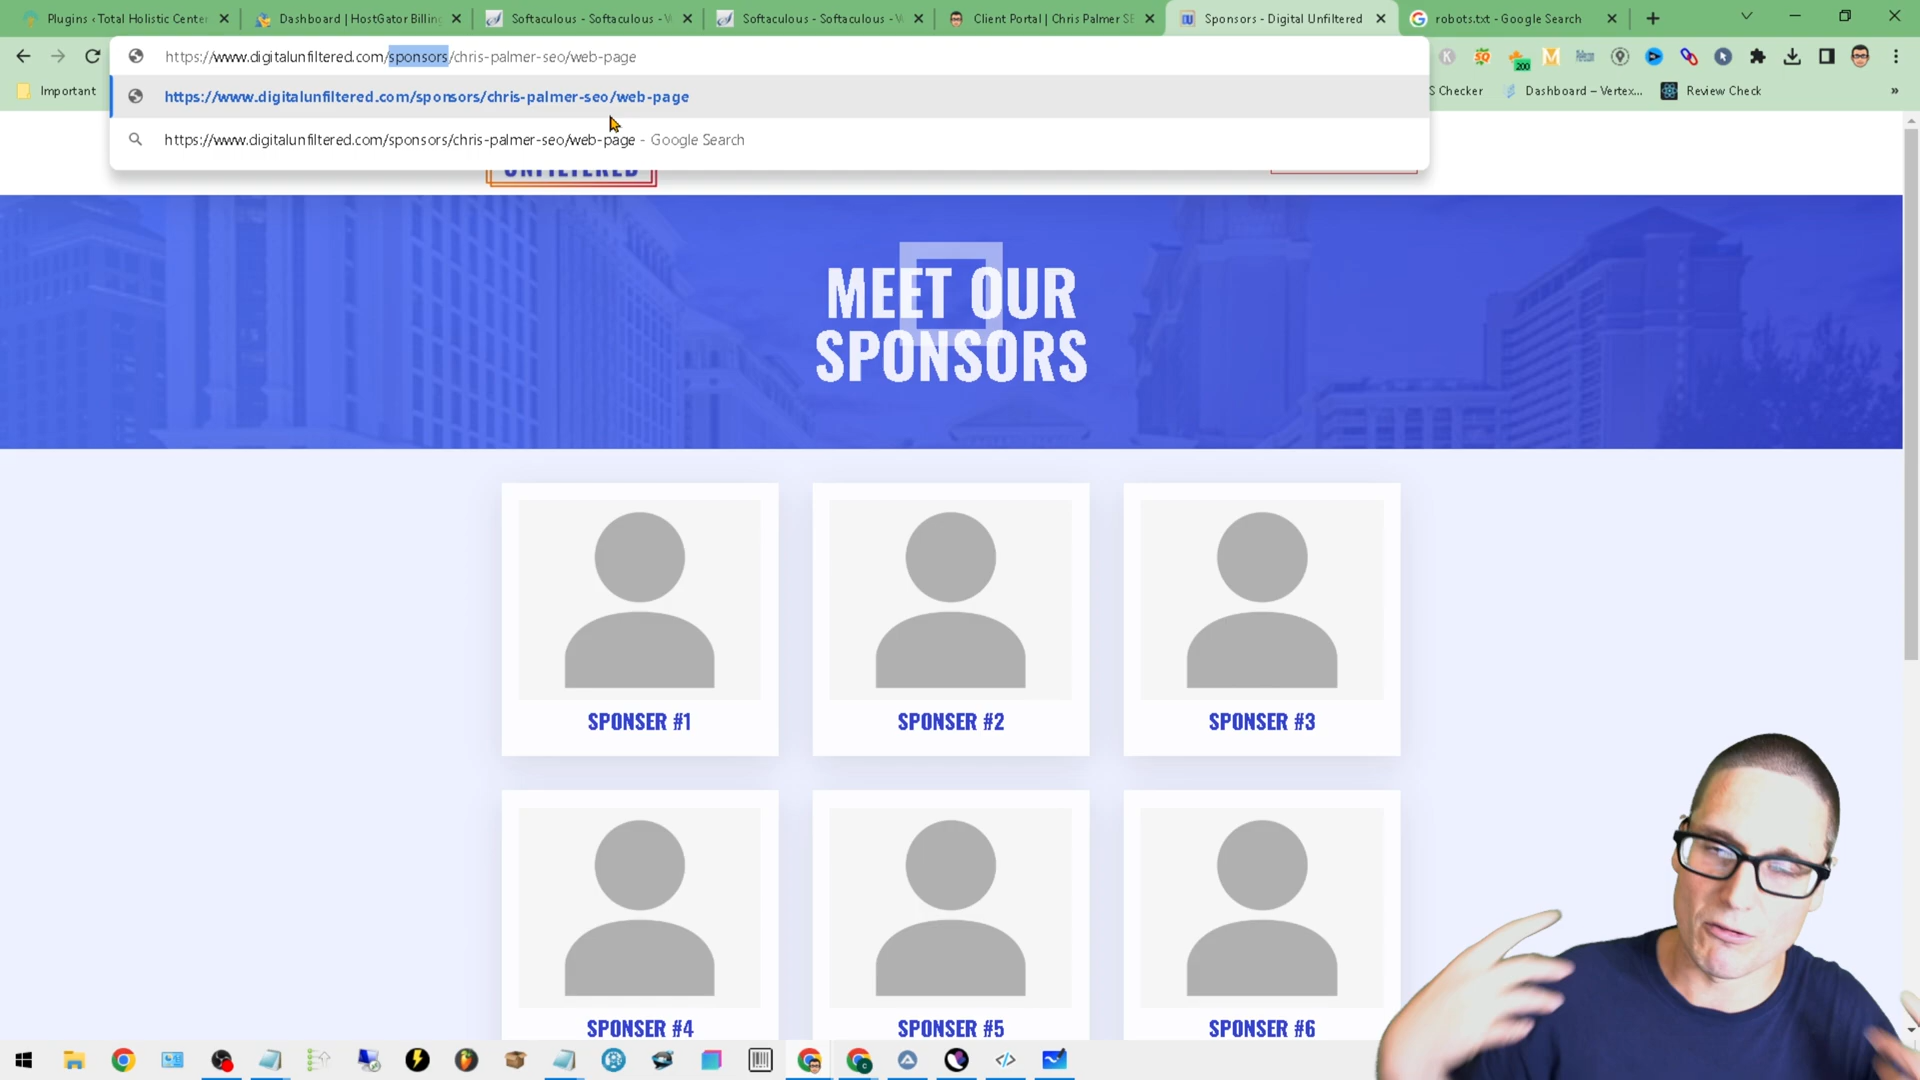 Plugins ‹ Total Holistic Center
Dashboard | HostGator Billing
Softaculous - Softaculous - V
Softaculous - Softaculous - V
Client Portal | Chris Palmer SE
Sponsors - Digital Unfiltered
robots.txt - Google Search
https://www.digitalunfiltered.com/sponsors/chris-palmer-seo/web-page
200
Important
https://www.digitalunfiltered.com/sponsors/chris-palmer-seo/web-page
S Checker
Dashboard – Vertex...
Review Check
»
https://www.digitalunfiltered.com/sponsors/chris-palmer-seo/web-page - Google Search
UNFILTERED
MEET OUR
SPONSORS
SPONSER #1
SPONSER #2
SPONSER #3
SPONSER #4
SPONSER #5
SPONSER #6